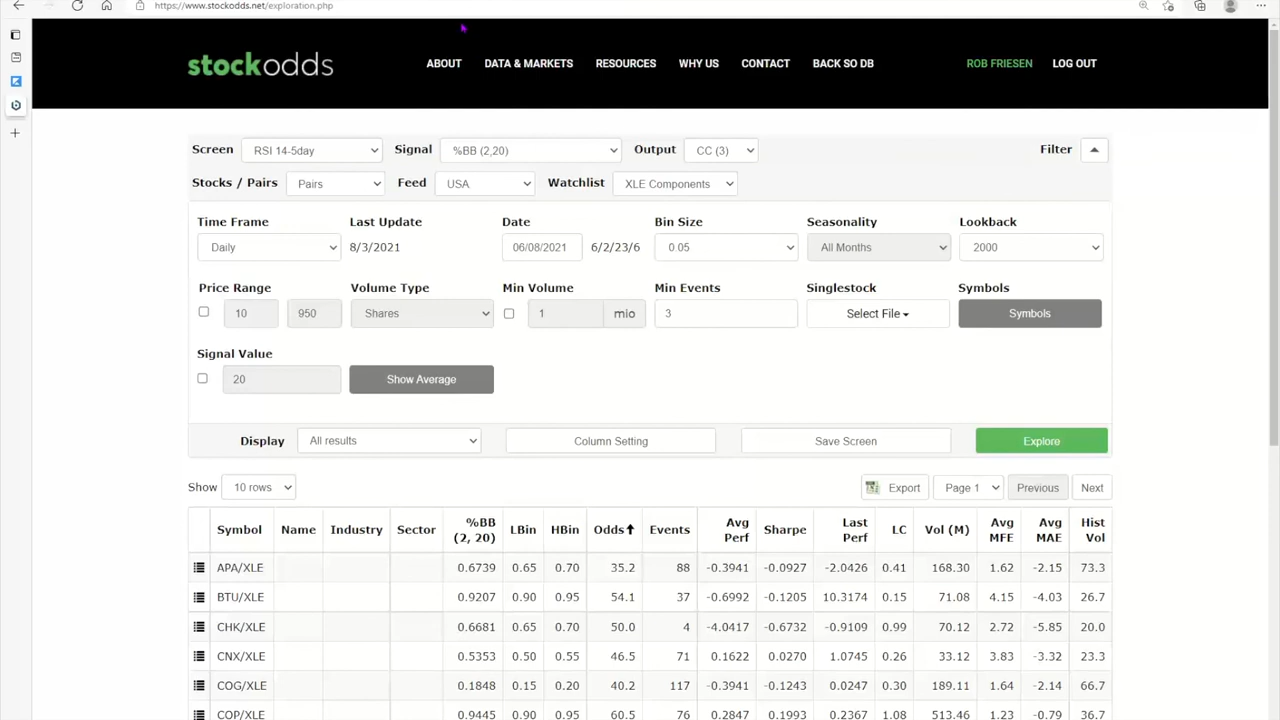 https://www.stockodds.net/exploration.php
stockodds ABOUT DATA & MARKETS RESOURCES WHY US CONTACT BACK SO DB ROB FRIESEN LOG OUT
Screen RSI 14-5day Signal %BB (2,20) Output CC (3) Filter
Stocks / Pairs Pairs Feed USA Watchlist XLE Components
Time Frame Last Update Date Bin Size Seasonality Lookback
Daily 8/3/2021 06/08/2021 6/2/23/6 0.05 All Months 2000
Price Range Volume Type Min Volume Min Events Singlestock Symbols
10 950 Shares 1 mio 3 Select File Symbols
Signal Value
20 Show Average
Display All results Column Setting Save Screen Explore
Show 10 rows Export Page 1 Previous Next
Symbol Name Industry Sector %BB (2, 20) LBin HBin Odds Events Avg Perf Sharpe Last Perf LC Vol (M) Avg MFE Avg MAE Hist Vol
APA/XLE 0.6739 0.65 0.70 35.2 88 -0.3941 -0.0927 -2.0426 0.41 168.30 1.62 -2.15 73.3
BTU/XLE 0.9207 0.90 0.95 54.1 37 -0.6992 -0.1205 10.3174 0.15 71.08 4.15 -4.03 26.7
CHK/XLE 0.6681 0.65 0.70 50.0 4 -4.0417 -0.6732 -0.9109 0.99 70.12 2.72 -5.85 20.0
CNX/XLE 0.5353 0.50 0.55 46.5 71 0.1622 0.0270 1.0745 0.26 33.12 3.83 -3.32 23.3
COG/XLE 0.1848 0.15 0.20 40.2 117 -0.3941 -0.1243 0.0247 0.30 189.11 1.64 -2.14 66.7
COP/XLE 0.9445 0.90 0.95 60.5 76 0.2847 0.1993 0.2367 1.08 513.46 1.23 -0.79 36.7